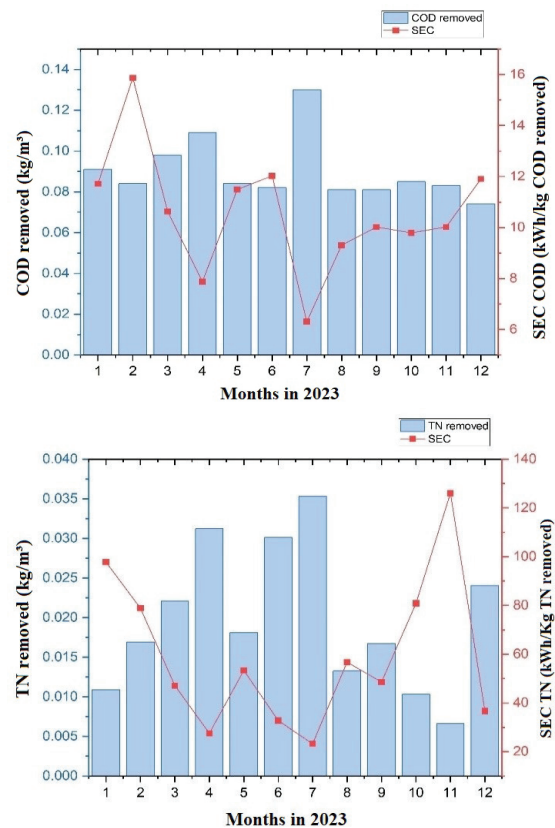 COD removed
SEC
0.14
0.12
0.10
0.08
0.06
0.04
0.02
0.00
COD removed (kg/m³)
16
14
12
10
8
6
SEC COD (kWh/kg COD removed)
1 2 3 4 5 6 7 8 9 10 11 12
Months in 2023
TN removed
SEC
0.040
0.035
0.030
0.025
0.020
0.015
0.010
0.005
0.000
TN removed (kg/m³)
140
120
100
80
60
40
20
SEC TN (kWh/Kg TN removed)
1 2 3 4 5 6 7 8 9 10 11 12
Months in 2023